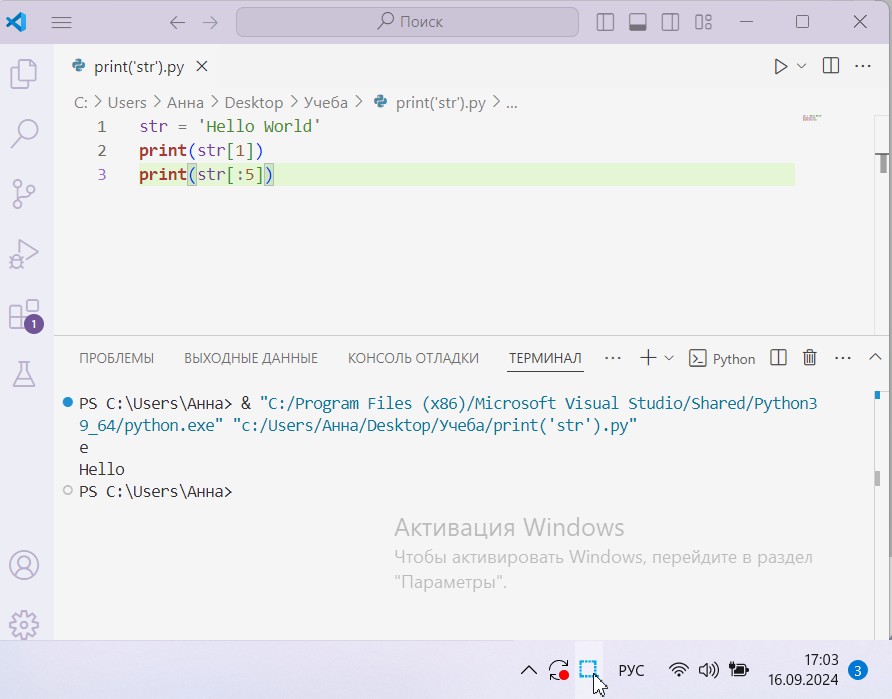 Поиск
print('str').py
C: > Users > Анна > Desktop > Учеба > print('str').py > ...
1 str = 'Hello World'
2 print(str[1])
3 print(str[:5])
1
ПРОБЛЕМЫ ВЫХОДНЫЕ ДАННЫЕ КОНСОЛЬ ОТЛАДКИ ТЕРМИНАЛ ... Python ...
PS C:\Users\Анна> & "C:/Program Files (x86)/Microsoft Visual Studio/Shared/Python3
9_64/python.exe" "c:/Users/Анна/Desktop/Учеба/print('str').py"
e
Hello
PS C:\Users\Анна>
Активация Windows
Чтобы активировать Windows, перейдите в раздел
"Параметры".
РУС 17:03 3
16.09.2024